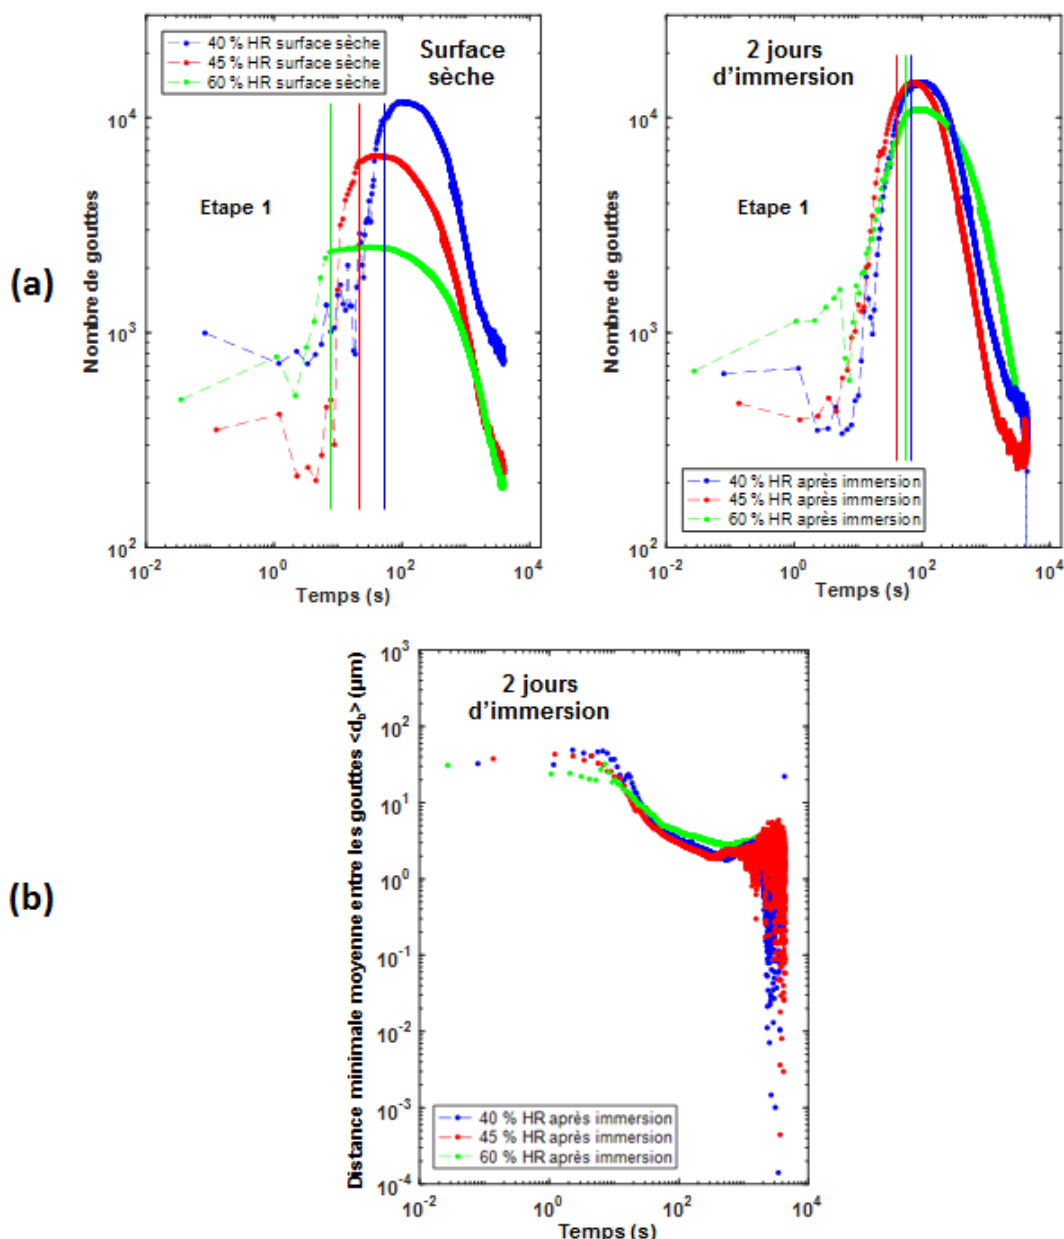 (a)
Nombre de gouttes
10^4
10^3
10^2
40 % HR surface sèche
45 % HR surface sèche
60 % HR surface sèche
Surface
sèche
Etape 1
10^-2
10^0
10^2
10^4
Temps (s)
Nombre de gouttes
10^4
10^3
10^2
2 jours
d'immersion
Etape 1
40 % HR après immersion
45 % HR après immersion
60 % HR après immersion
10^-2
10^0
10^2
10^4
Temps (s)
(b)
Distance minimale moyenne entre les gouttes <d_b> (µm)
10^3
10^2
10^1
10^0
10^-1
10^-2
10^-3
10^-4
2 jours
d'immersion
40 % HR après immersion
45 % HR après immersion
60 % HR après immersion
10^-2
10^0
10^2
10^4
Temps (s)